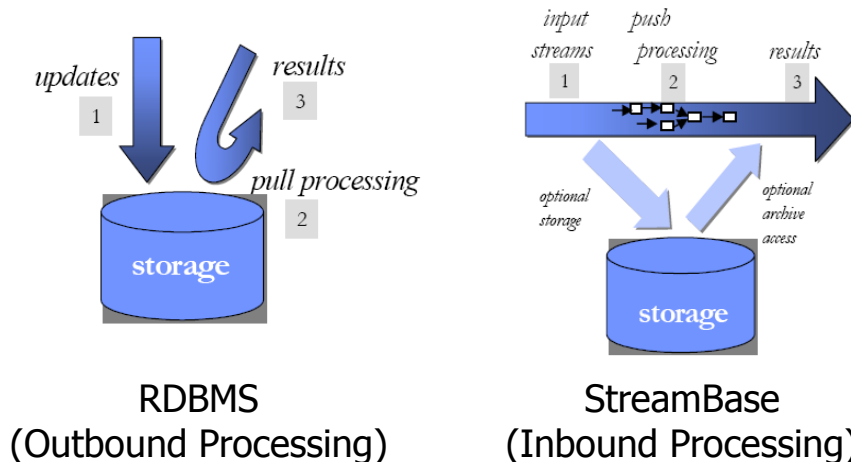 updates
1
results
3
pull processing
2
storage
RDBMS
(Outbound Processing)
input
streams
1
push
processing
2
results
3
optional
storage
optional
archive
access
storage
StreamBase
(Inbound Processing)